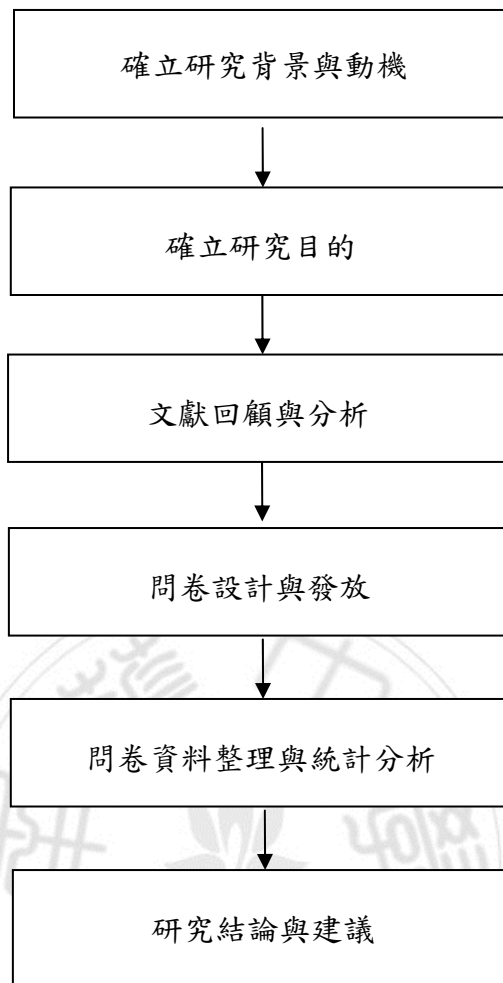 確立研究背景與動機
確立研究目的
文獻回顧與分析
問卷設計與發放
問卷資料整理與統計分析
研究結論與建議